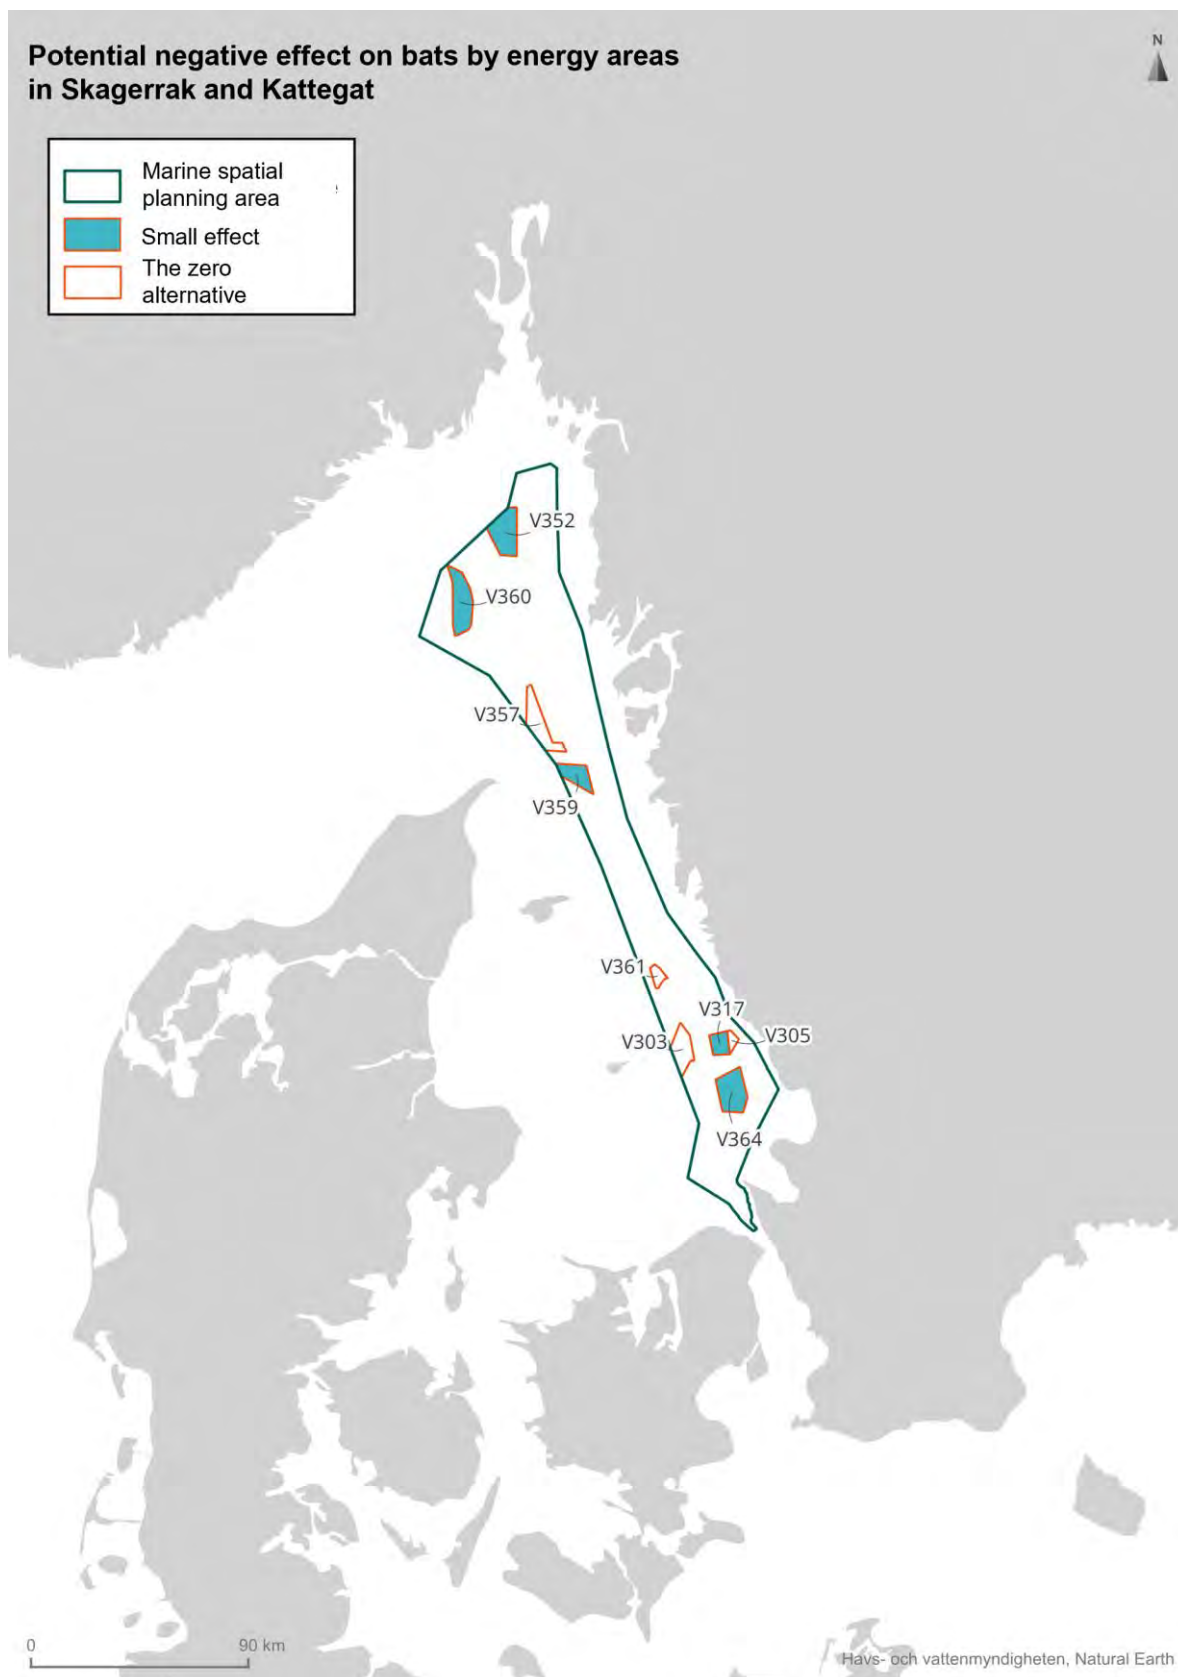 Potential negative effect on bats by energy areas
in Skagerrak and Kattegat
N
Marine spatial
planning area
Small effect
The zero
alternative
V352
V360
V357
V359
V361
V317
V305
V303
V364
0
90 km
Havs- och vattenmyndigheten, Natural Earth